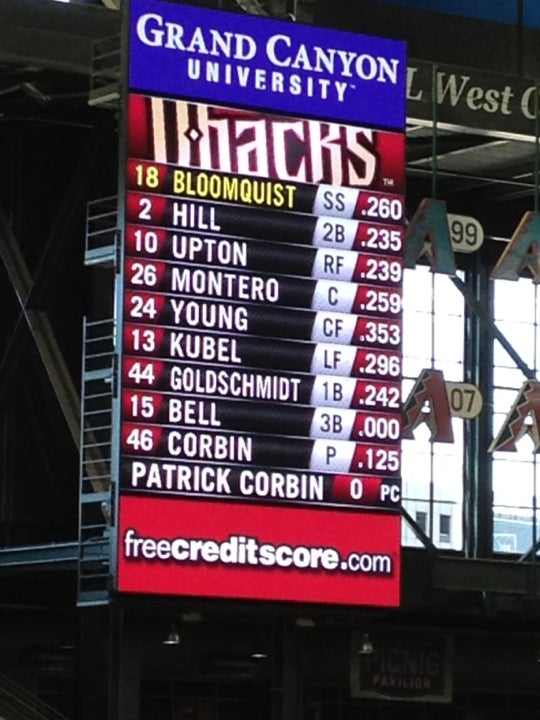 GRAND CANYON
UNIVERSITY
DbacKS
TM
18 BLOOMQUIST SS .260
2 HILL 2B .235
10 UPTON RF .239
26 MONTERO C .259
24 YOUNG CF .353
13 KUBEL LF .296
44 GOLDSCHMIDT 1B .242
15 BELL 3B .000
46 CORBIN P .125
PATRICK CORBIN 0 PC
freecreditscore.com
L West C
99
07
PICNIC
PAVILION